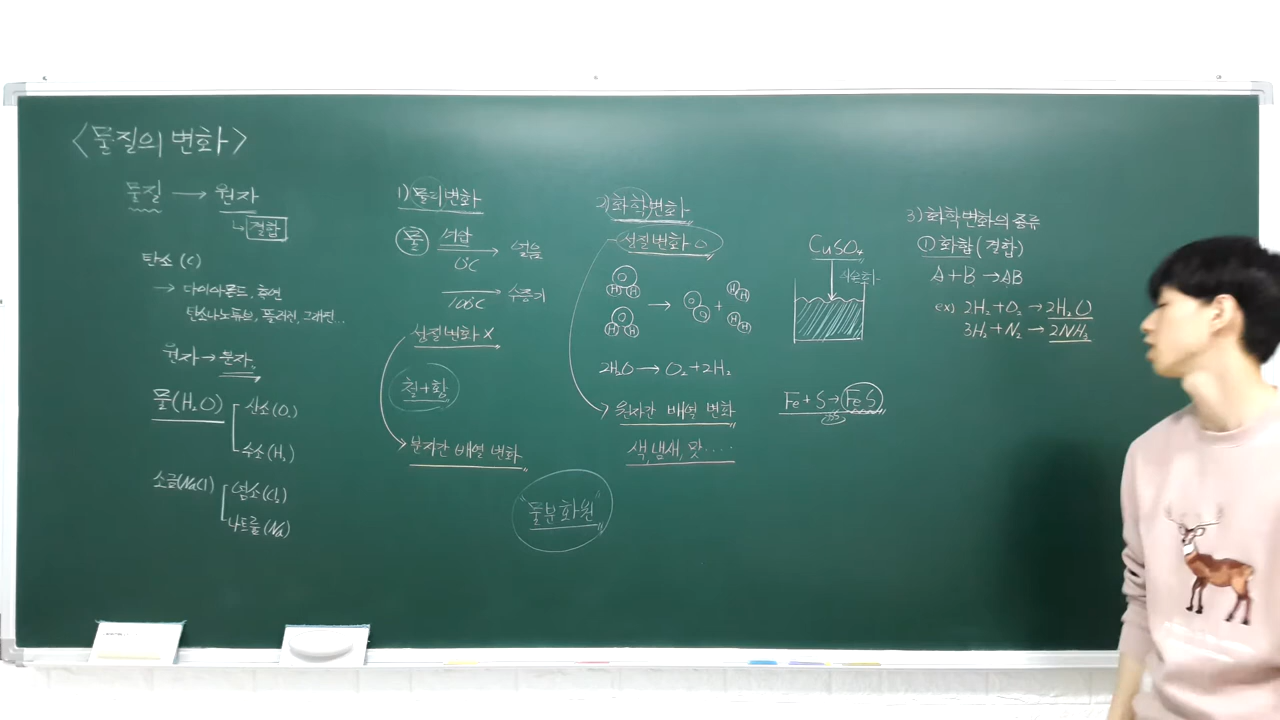 <물질의 변화>
물질 → 원자
↳ 결합
탄소 (C)
→ 다이아몬드, 흑연
탄소나노튜브, 풀러렌, 그래핀...
원자 → 분자
물(H₂O)
산소(O₂)
수소(H₂)
소금(NaCl)
염소(Cl₂)
나트륨(Na)
1) 물리변화
물
0℃
얼음
100℃
수증기
성질변화 X
철+황
분자간 배열 변화
"물분화원"
2) 화학변화
성질변화 O
O
H H
O
H H
→ O O + H H
H H
2H₂O → O₂ + 2H₂
원자간 배열 변화
색, 냄새, 맛 ....
CuSO₄
Fe + S → FeS
3) 화학변화의 종류
① 화합 (결합)
A + B → AB
ex) 2H₂ + O₂ → 2H₂O
3H₂ + N₂ → 2NH₃